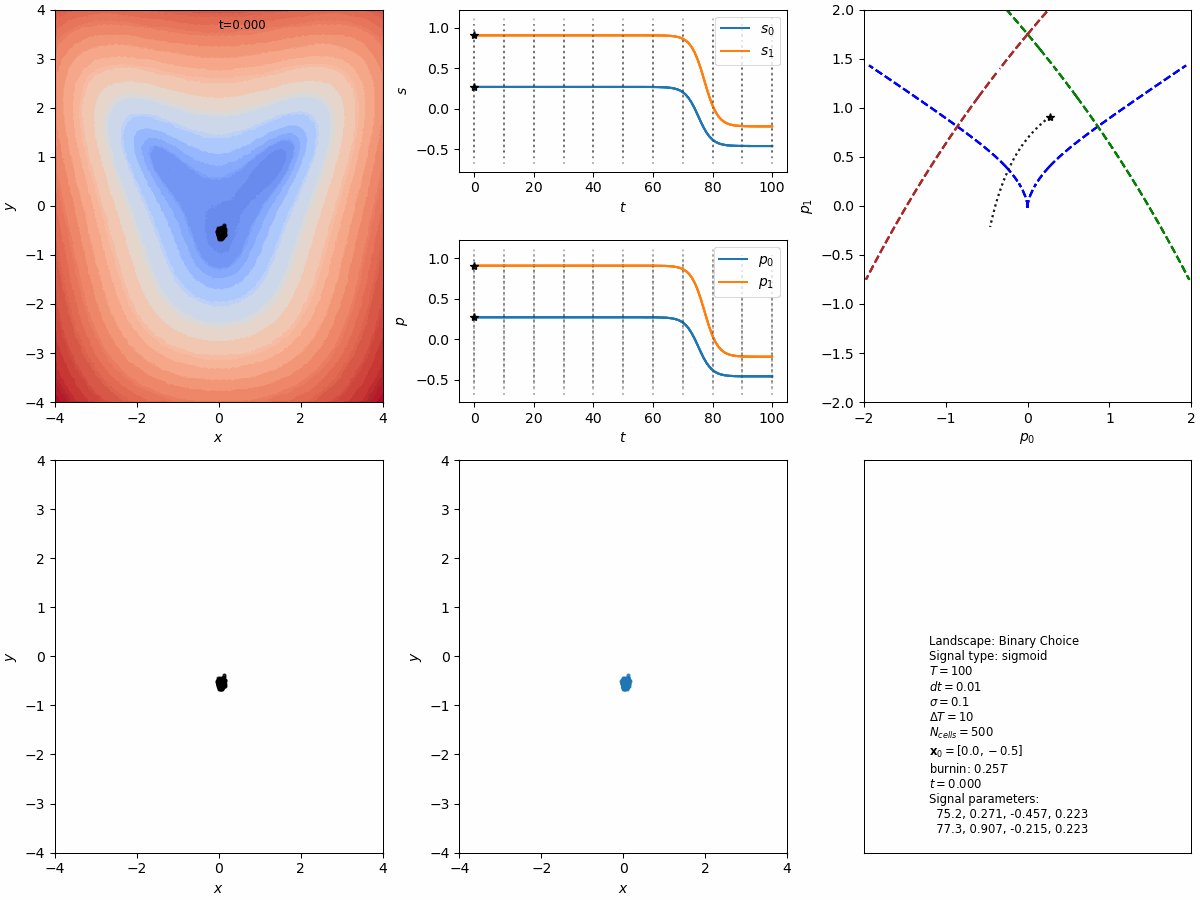 t=0.000
4
3
2
1
0
−1
−2
−3
−4
y
−4
−2
0
2
4
x
1.0
0.5
0.0
−0.5
s
s₀
s₁
0
20
40
60
80
100
t
1.0
0.5
0.0
−0.5
p
p₀
p₁
0
20
40
60
80
100
t
2.0
1.5
1.0
0.5
0.0
−0.5
−1.0
−1.5
−2.0
p₁
−2
−1
0
1
2
p₀
4
3
2
1
0
−1
−2
−3
−4
y
−4
−2
0
2
4
x
4
3
2
1
0
−1
−2
−3
−4
y
−4
−2
0
2
4
x
Landscape: Binary Choice
Signal type: sigmoid
T = 100
dt = 0.01
σ = 0.1
ΔT = 10
N_cells = 500
x₀ = [0.0, −0.5]
burnin: 0.25T
t = 0.000
Signal parameters:
75.2, 0.271, -0.457, 0.223
77.3, 0.907, -0.215, 0.223